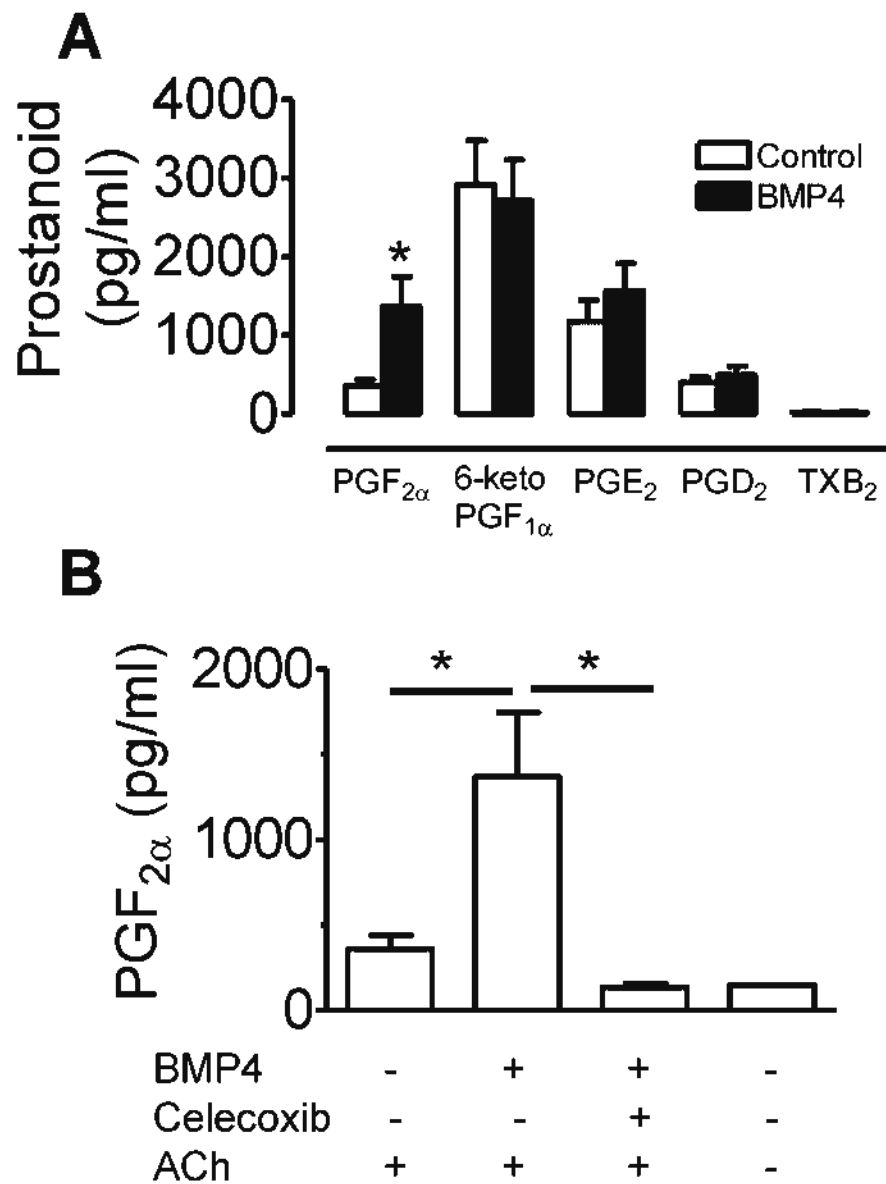 A
Prostanoid
(pg/ml)
4000
3000
2000
1000
0
Control
BMP4
*
PGF2α
6-keto
PGF1α
PGE2
PGD2
TXB2
B
PGF2α (pg/ml)
2000
1000
0
* *
BMP4 - + + -
Celecoxib - - + -
ACh + + + -